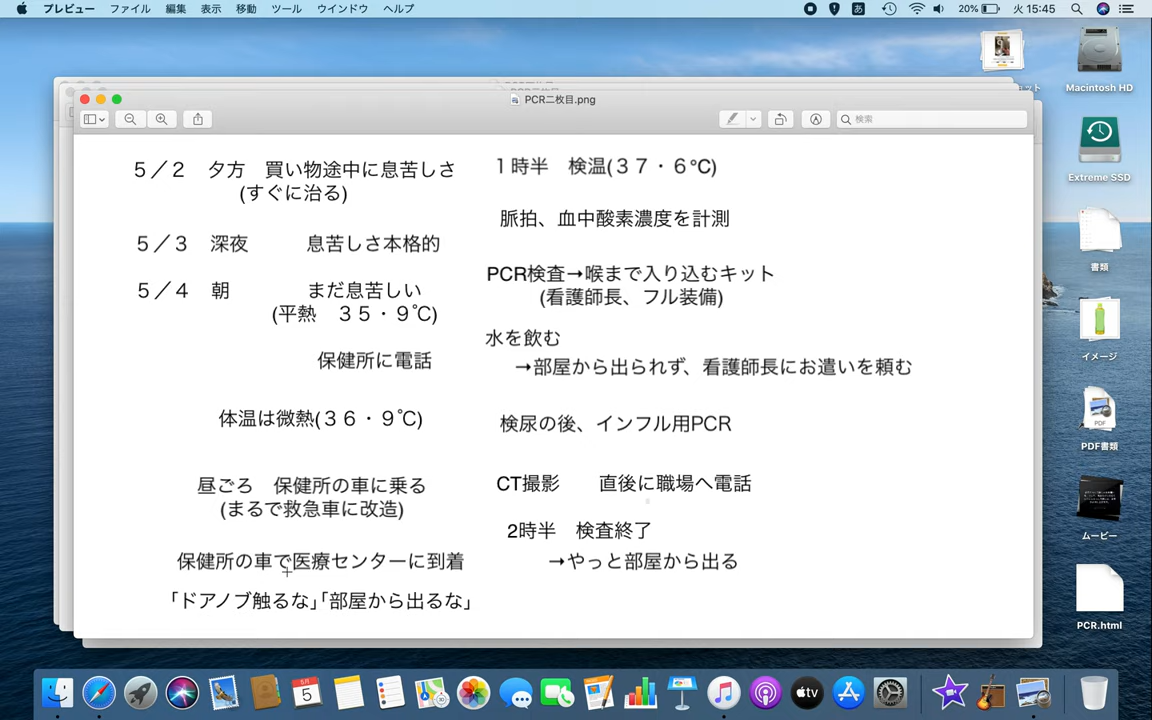 プレビュー ファイル 編集 表示 移動 ツール ウインドウ ヘルプ
あ 20% 火 15:45
PCR二枚目.png
検索
5／2 夕方 買い物途中に息苦しさ
(すぐに治る)
5／3 深夜 息苦しさ本格的
5／4 朝 まだ息苦しい
(平熱 35・9℃)
保健所に電話
体温は微熱(36・9℃)
昼ごろ 保健所の車に乗る
(まるで救急車に改造)
保健所の車で医療センターに到着
「ドアノブ触るな」「部屋から出るな」
1時半 検温(37・6℃)
脈拍、血中酸素濃度を計測
PCR検査→喉まで入り込むキット
(看護師長、フル装備)
水を飲む
→部屋から出られず、看護師長にお遣いを頼む
検尿の後、インフル用PCR
CT撮影 直後に職場へ電話
2時半 検査終了
→やっと部屋から出る
ット
Macintosh HD
Extreme SSD
書類
イメージ
PDF
PDF書類
ムービー
PCR.html
5月
5
tv